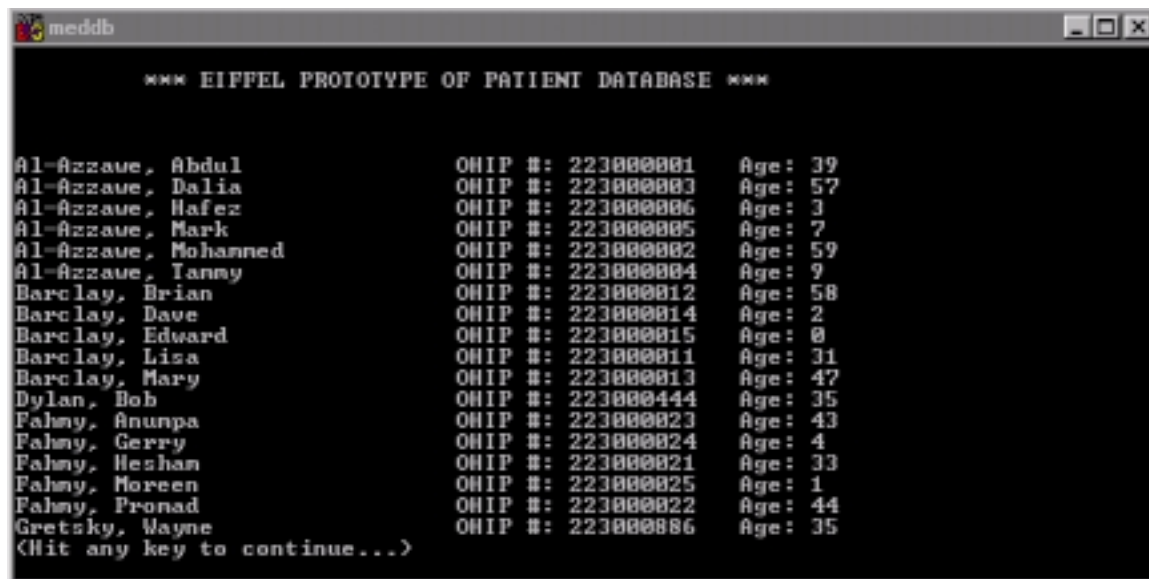 meddb
*** EIFFEL PROTOTYPE OF PATIENT DATABASE ***
Al-Azzawe, Abdul OHIP #: 223000001 Age: 39
Al-Azzawe, Dalia OHIP #: 223000003 Age: 57
Al-Azzawe, Hafez OHIP #: 223000006 Age: 3
Al-Azzawe, Mark OHIP #: 223000005 Age: 7
Al-Azzawe, Mohammed OHIP #: 223000002 Age: 59
Al-Azzawe, Tammy OHIP #: 223000004 Age: 9
Barclay, Brian OHIP #: 223000012 Age: 58
Barclay, Dave OHIP #: 223000014 Age: 2
Barclay, Edward OHIP #: 223000015 Age: 0
Barclay, Lisa OHIP #: 223000011 Age: 31
Barclay, Mary OHIP #: 223000013 Age: 47
Dylan, Bob OHIP #: 223000444 Age: 35
Fahmy, Anumpa OHIP #: 223000023 Age: 43
Fahmy, Gerry OHIP #: 223000024 Age: 4
Fahmy, Hesham OHIP #: 223000021 Age: 33
Fahmy, Moreen OHIP #: 223000025 Age: 1
Fahmy, Promad OHIP #: 223000022 Age: 44
Gretsky, Wayne OHIP #: 223000886 Age: 35
(Hit any key to continue...)